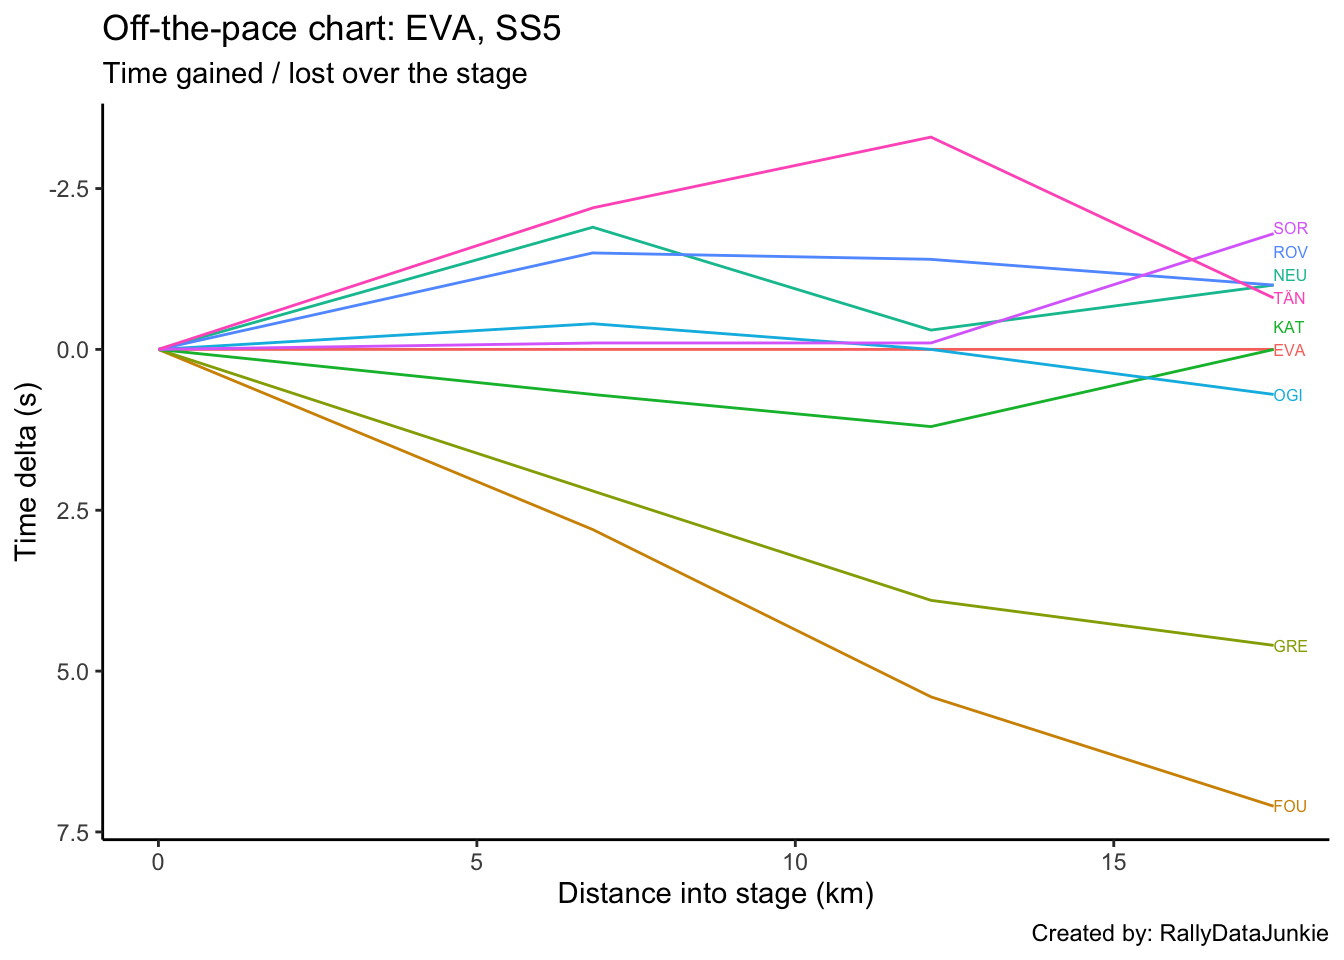 Off-the-pace chart: EVA, SS5
Time gained / lost over the stage
Time delta (s)
-2.5
0.0
2.5
5.0
7.5
SOR
ROV
NEU
TÄN
KAT
EVA
OGI
GRE
FOU
0
5
10
15
Distance into stage (km)
Created by: RallyDataJunkie